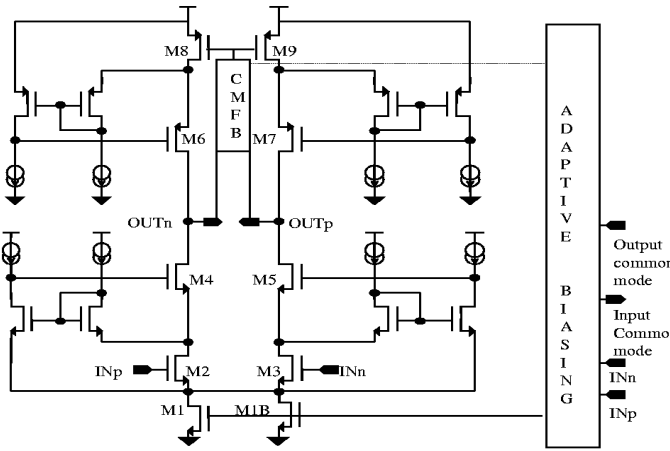 M8
M9
C
M
F
B
M6
M7
OUTn
OUTp
M4
M5
INp
M2
M3
INn
M1
M1B
A
D
A
P
T
I
V
E
B
I
A
S
I
N
G
Output
common
mode
Input
Commo
mode
INn
INp